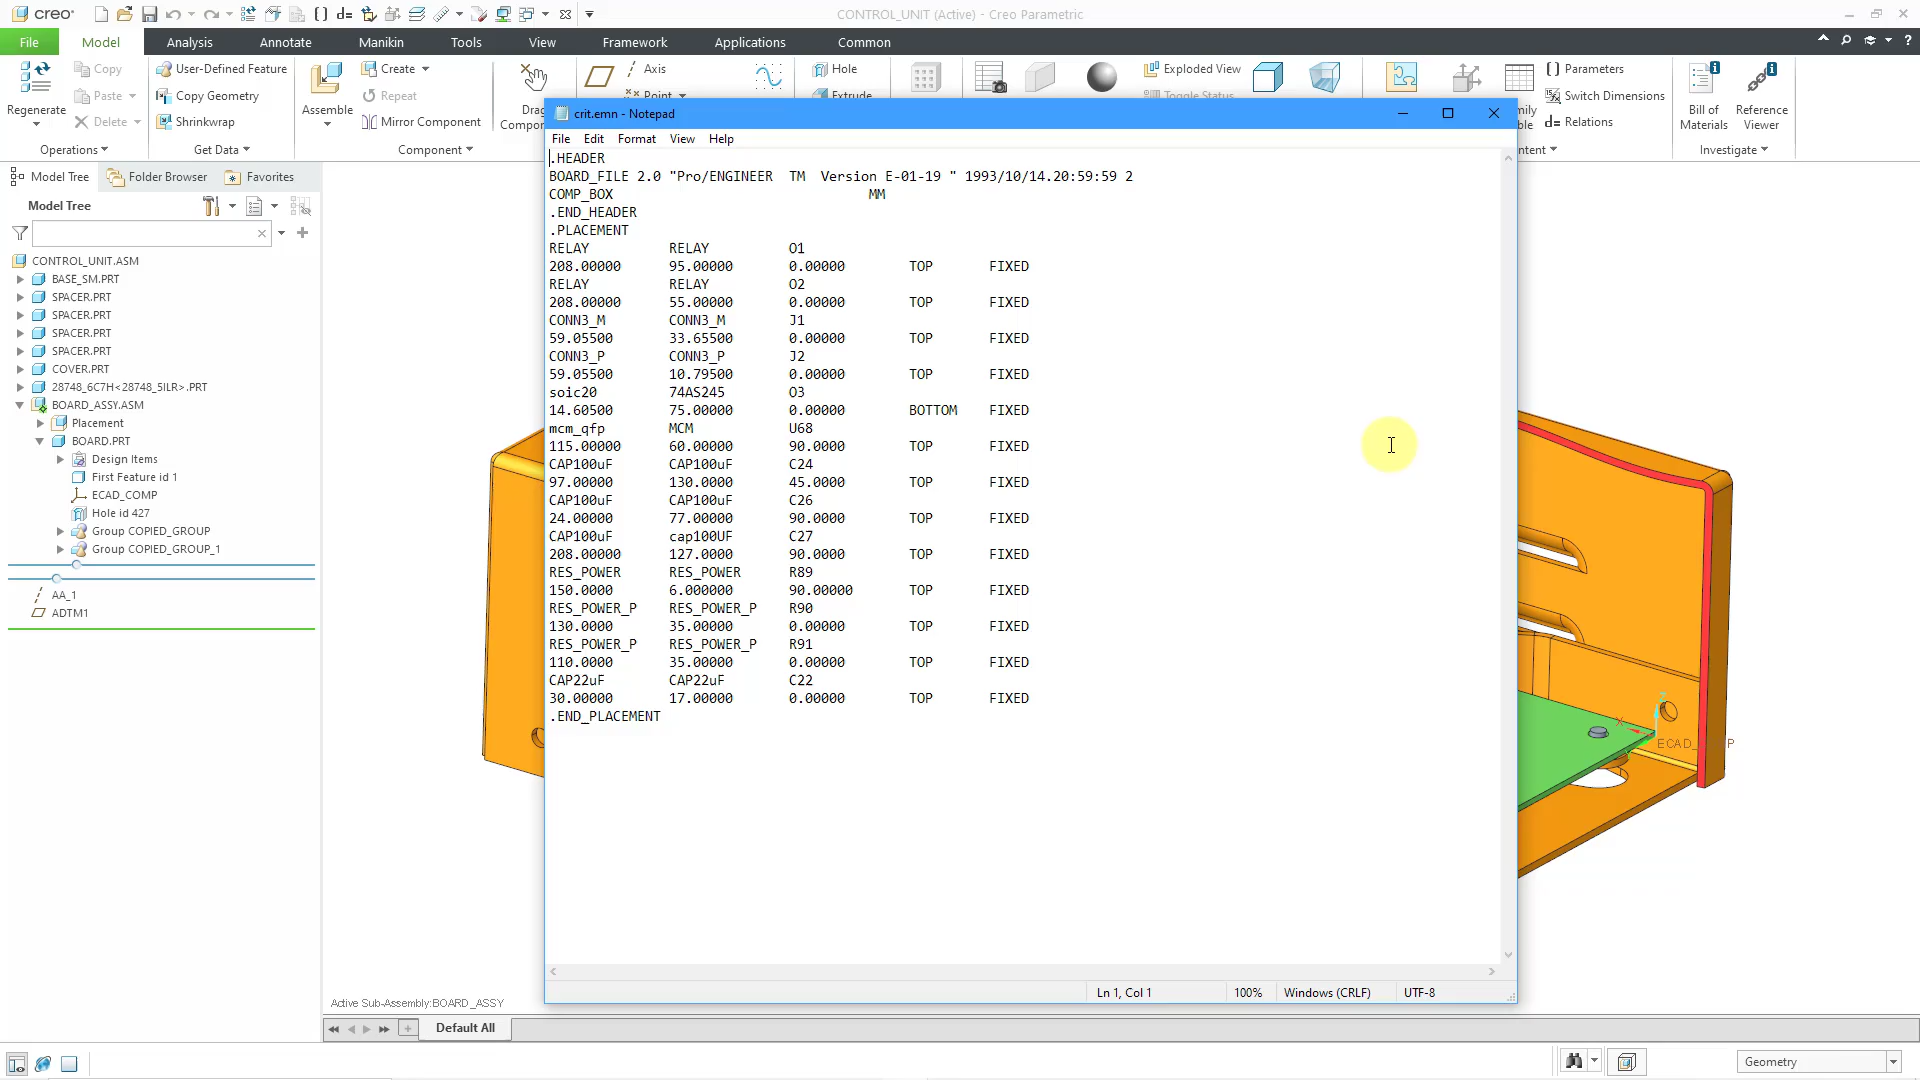 creo
CONTROL_UNIT (Active) - Creo Parametric
File Model Analysis Annotate Manikin Tools View Framework Applications Common
Regenerate
Copy
Paste
Delete
Operations
User-Defined Feature
Copy Geometry
Shrinkwrap
Get Data
Assemble
Create
Repeat
Mirror Component
Component
Drag
Axis
Point
Hole
Extrude
Exploded View
Toggle Status
Parameters
Switch Dimensions
Relations
Bill of
Materials
Reference
Viewer
Investigate
Model Tree Folder Browser Favorites
Model Tree
CONTROL_UNIT.ASM
BASE_SM.PRT
SPACER.PRT
SPACER.PRT
SPACER.PRT
SPACER.PRT
COVER.PRT
28748_6C7H<28748_5ILR>.PRT
BOARD_ASSY.ASM
Placement
BOARD.PRT
Design Items
First Feature id 1
ECAD_COMP
Hole id 427
Group COPIED_GROUP
Group COPIED_GROUP_1
AA_1
ADTM1
crit.emn - Notepad
File Edit Format View Help
.HEADER
BOARD_FILE 2.0 "Pro/ENGINEER TM Version E-01-19 " 1993/10/14.20:59:59 2
COMP_BOX MM
.END_HEADER
.PLACEMENT
RELAY RELAY O1
208.00000 95.00000 0.00000 TOP FIXED
RELAY RELAY O2
208.00000 55.00000 0.00000 TOP FIXED
CONN3_M CONN3_M J1
59.05500 33.65500 0.00000 TOP FIXED
CONN3_P CONN3_P J2
59.05500 10.79500 0.00000 TOP FIXED
soic20 74AS245 O3
14.60500 75.00000 0.00000 BOTTOM FIXED
mcm_qfp MCM U68
115.00000 60.00000 90.0000 TOP FIXED
CAP100uF CAP100uF C24
97.00000 130.0000 45.0000 TOP FIXED
CAP100uF CAP100uF C26
24.00000 77.00000 90.0000 TOP FIXED
CAP100uF cap100UF C27
208.00000 127.0000 90.0000 TOP FIXED
RES_POWER RES_POWER R89
150.0000 6.000000 90.00000 TOP FIXED
RES_POWER_P RES_POWER_P R90
130.0000 35.00000 0.00000 TOP FIXED
RES_POWER_P RES_POWER_P R91
110.0000 35.00000 0.00000 TOP FIXED
CAP22uF CAP22uF C22
30.00000 17.00000 0.00000 TOP FIXED
.END_PLACEMENT
Ln 1, Col 1 100% Windows (CRLF) UTF-8
X
Z
ECAD_
P
Active Sub-Assembly:BOARD_ASSY
Default All
Geometry